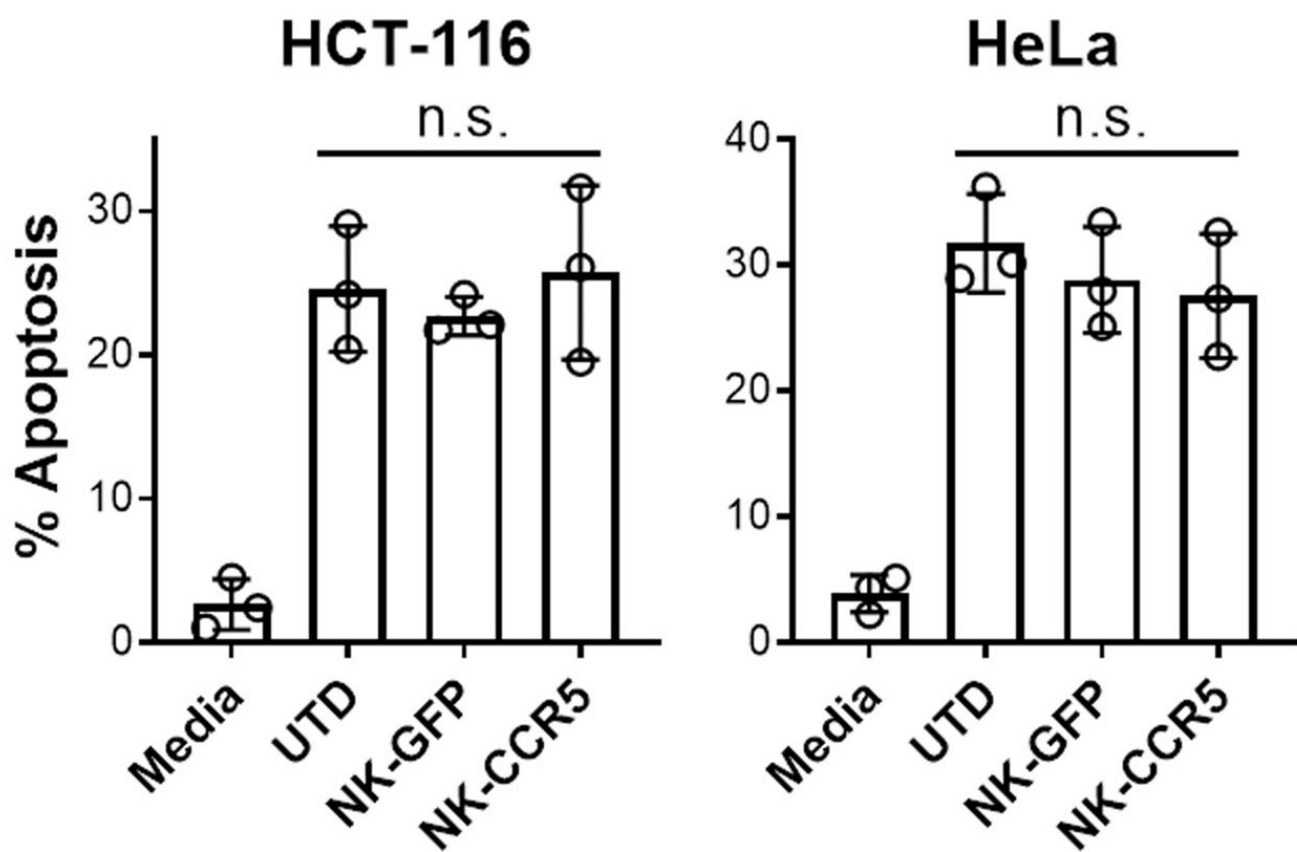 HCT-116
n.s.
% Apoptosis
30
20
10
0
Media
UTD
NK-GFP
NK-CCR5
HeLa
n.s.
40
30
20
10
0
Media
UTD
NK-GFP
NK-CCR5